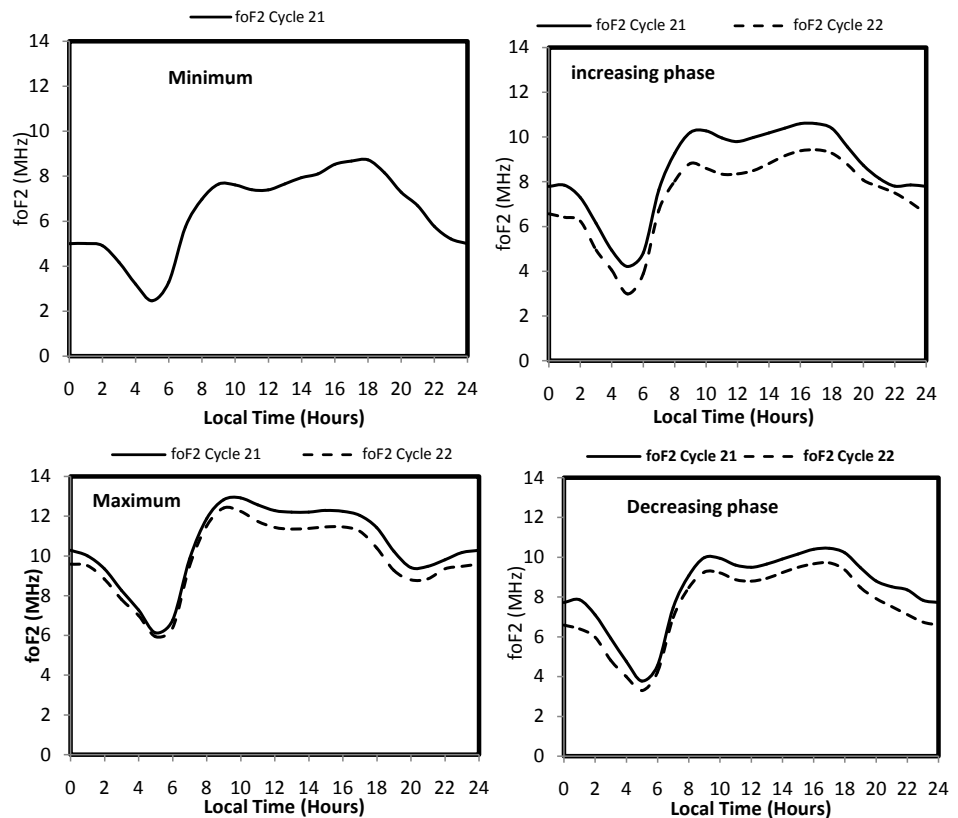 foF2 Cycle 21
14
12
10
8
6
4
2
0
foF2 (MHz)
Minimum
0 2 4 6 8 10 12 14 16 18 20 22 24
Local Time (Hours)
foF2 Cycle 21 foF2 Cycle 22
14
12
10
8
6
4
2
0
foF2 (MHz)
increasing phase
0 2 4 6 8 10 12 14 16 18 20 22 24
Local Time (Hours)
foF2 Cycle 21 foF2 Cycle 22
14
12
10
8
6
4
2
0
foF2 (MHz)
Maximum
0 2 4 6 8 10 12 14 16 18 20 22 24
Local Time (Hours)
foF2 Cycle 21 foF2 Cycle 22
14
12
10
8
6
4
2
0
foF2 (MHz)
Decreasing phase
0 2 4 6 8 10 12 14 16 18 20 22 24
Local Time (Hours)